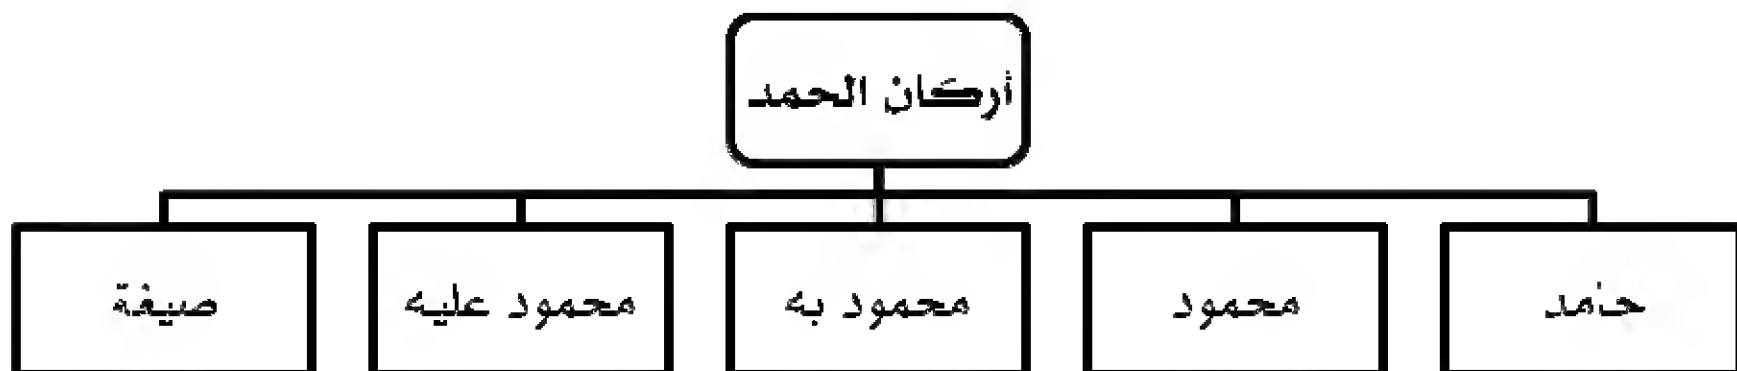 أركان الحمد
حامد
محمود
محمود به
محمود عليه
صيغة